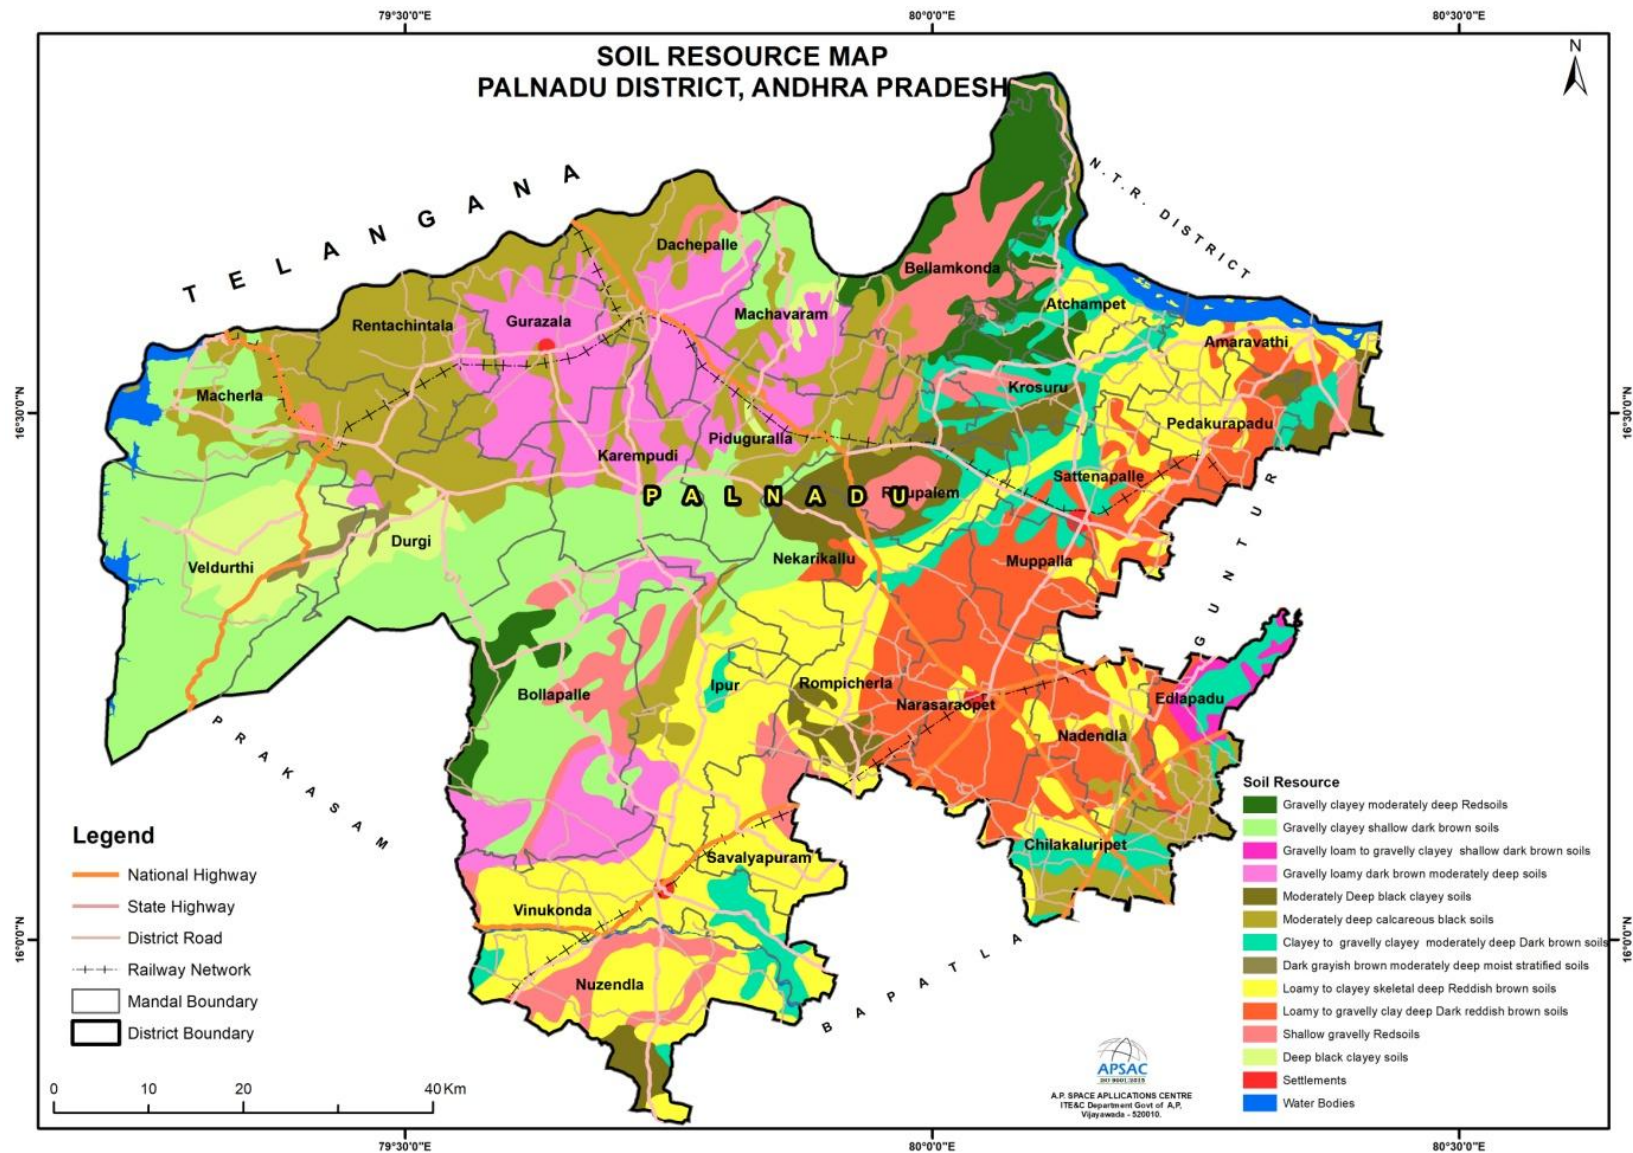 79°30'0"E
80°0'0"E
80°30'0"E
SOIL RESOURCE MAP
PALNADU DISTRICT, ANDHRA PRADESH
N
TELANGANA
N.T.R. DISTRICT
Dachepalle
Bellamkonda
Atchampet
Rentachintala
Gurazala
Machavaram
Amaravathi
Macherla
Krosuru
16°30'0"N
16°30'0"N
Pedakurapadu
Piduguralla
Karempudi
Sattenapalle
PALNADU
Durgi
Nekarikallu
Muppalla
Veldurthi
GUNTUR
Ipur
Rompicherla
Bollapalle
Narasaraopet
Edlapadu
Nadendla
PRAKASAM
Chilakaluripet
Savalyapuram
Vinukonda
16°0'0"N
16°0'0"N
Nuzendla
BAPATLA
Legend
National Highway
State Highway
District Road
Railway Network
Mandal Boundary
District Boundary
0 10 20 40 Km
Soil Resource
Gravelly clayey moderately deep Redsoils
Gravelly clayey shallow dark brown soils
Gravelly loam to gravelly clayey shallow dark brown soils
Gravelly loamy dark brown moderately deep soils
Moderately Deep black clayey soils
Moderately deep calcareous black soils
Clayey to gravelly clayey moderately deep Dark brown soils
Dark grayish brown moderately deep moist stratified soils
Loamy to clayey skeletal deep Reddish brown soils
Loamy to gravelly clay deep Dark reddish brown soils
Shallow gravelly Redsoils
Deep black clayey soils
Settlements
Water Bodies
APSAC
ISO 9001:2015
A.P. SPACE APLLICATIONS CENTRE
ITE&C Department Govt of A.P,
Vijayawada - 520010.
79°30'0"E
80°0'0"E
80°30'0"E